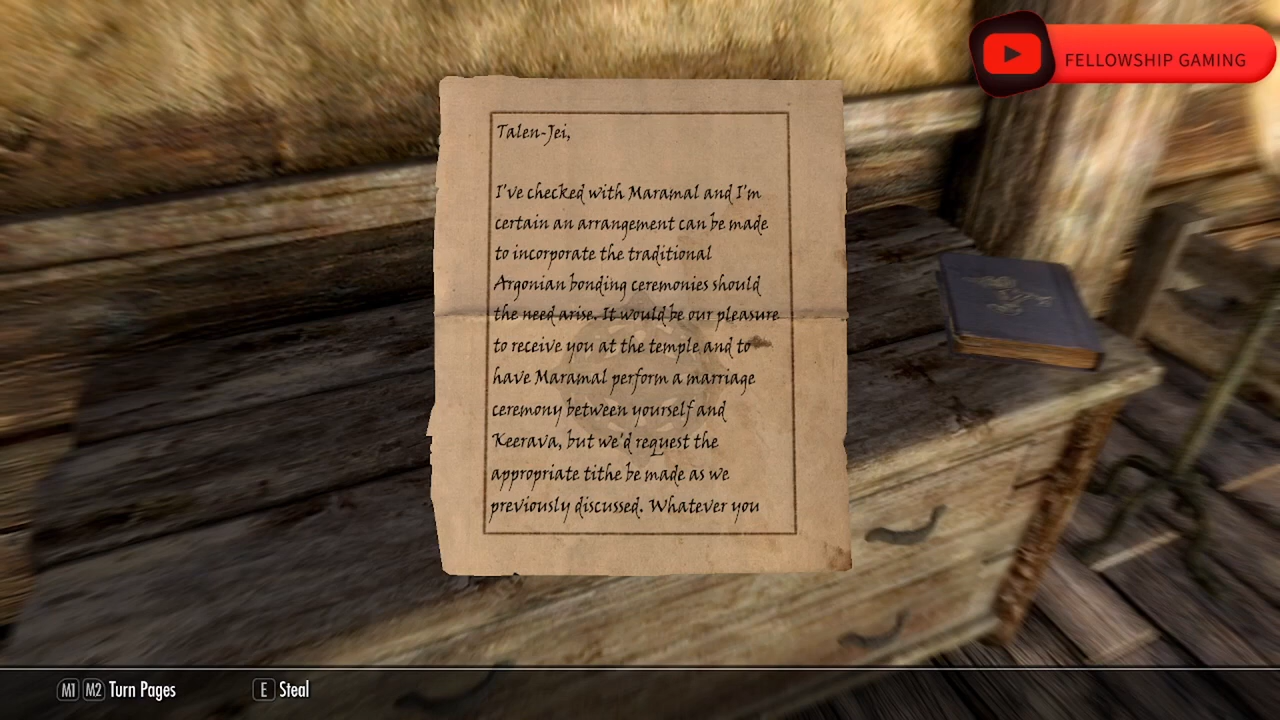 FELLOWSHIP GAMING
Talen-Jei,
I've checked with Maramal and I'm
certain an arrangement can be made
to incorporate the traditional
Argonian bonding ceremonies should
the need arise. It would be our pleasure
to receive you at the temple and to
have Maramal perform a marriage
ceremony between yourself and
Keerava, but we'd request the
appropriate tithe be made as we
previously discussed. Whatever you
M1 M2 Turn Pages
E Steal